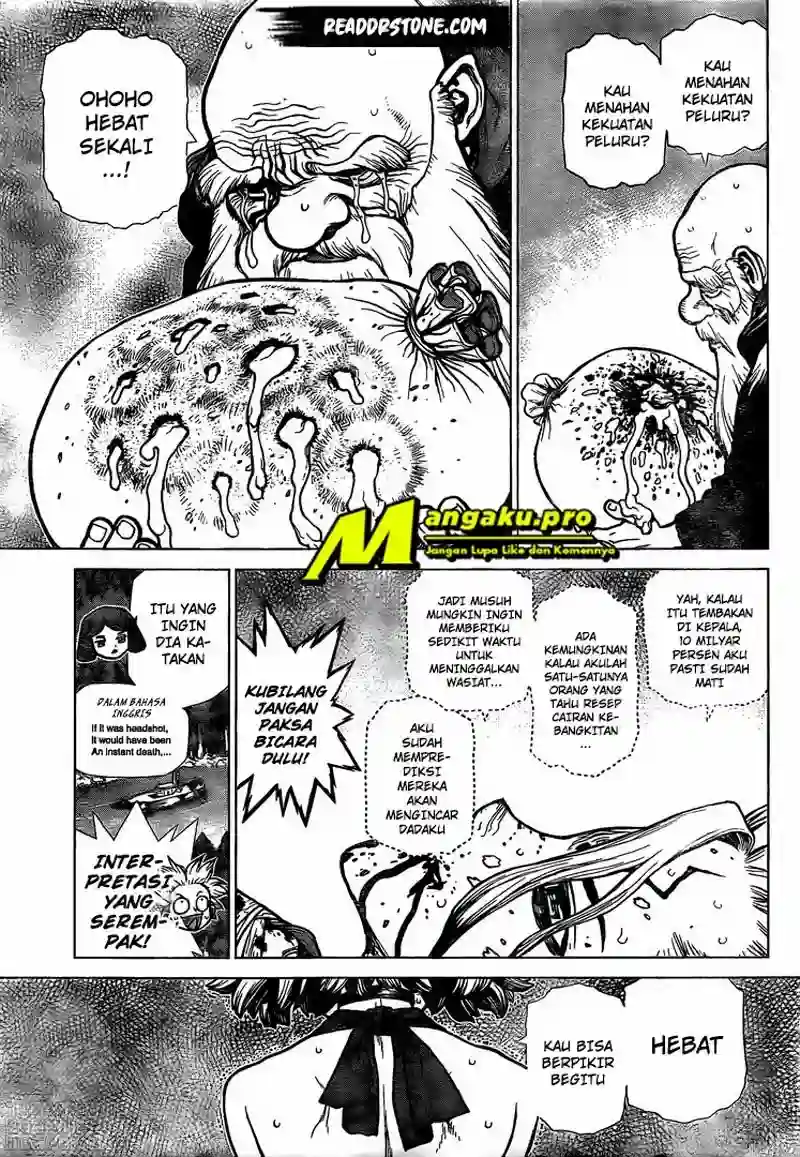 READDRSTONE.COM
KAU
MENAHAN
KEKUATAN
PELURU?
KAU
MENAHAN
KEKUATAN
PELURU?
OHOHO
HEBAT
SEKALI
...!
Mangaku.pro
Jangan Lupa Like dan Komennya
YAH, KALAU
ITU TEMBAKAN
DI KEPALA,
10 MILYAR
PERSEN AKU
PASTI SUDAH
MATI
ADA
KEMUNGKINAN
KALAU AKULAH
SATU-SATUNYA
ORANG YANG
TAHU RESEP
CAIRAN KE-
BANGKITAN
...
JADI MUSUH
MUNGKIN INGIN
MEMBERIKU
SEDIKIT WAKTU
UNTUK
MENINGGALKAN
WASIAT...
AKU
SUDAH
MEMPRE-
DIKSI
MEREKA
AKAN
MENGINCAR
DADAKU
KUBILANG
JANGAN
PAKSA
BICARA
DULU!
ITU YANG
INGIN
DIA KA-
TAKAN
DALAM BAHASA
INGGRIS
If it was headshot,
It would have been
An instant death,...
INTER-
PRETASI
YANG
SEREM-
PAK!
HEBAT
KAU BISA
BERPIKIR
BEGITU